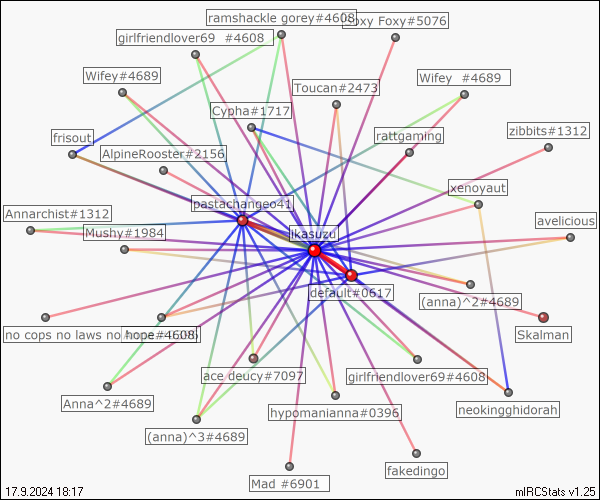 ramshackle gorey#4608
Foxy Foxy#5076
girlfriendlover69 #4608
Wifey#4689
Toucan#2473
Wifey #4689
Cypha#1717
zibbits#1312
frisout
rattgaming
AlpineRooster#2156
xenoyaut
pastachangeo41
Annarchist#1312
Mushy#1984
Ikasuzu
avelicious
default#0617
(anna)^2#4689
no cops no laws no
hope#4608
Skalman
ace deucy#7097
girlfriendlover69#4608
Anna^2#4689
hypomanianna#0396
neokingghidorah
(anna)^3#4689
Mad #6901
fakedingo
17.9.2024 18:17
mIRCStats v1.25